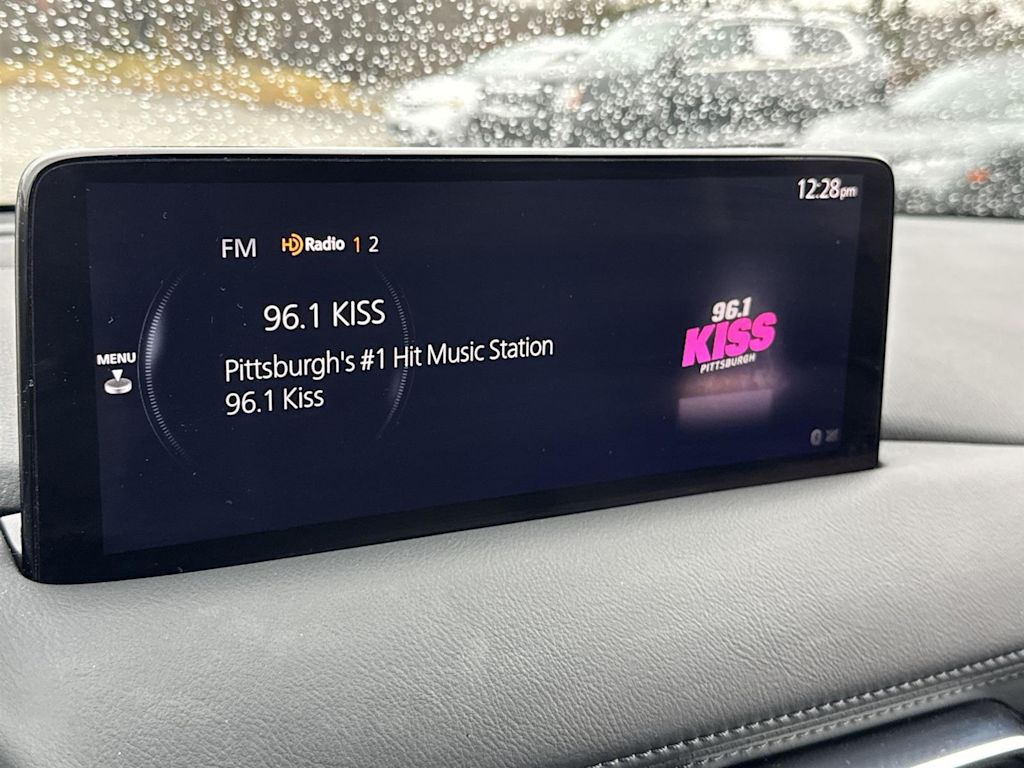 12:28pm
FM HD Radio 1 2
96.1 KISS
MENU
Pittsburgh's #1 Hit Music Station
96.1 Kiss
96.1
KISS
PITTSBURGH